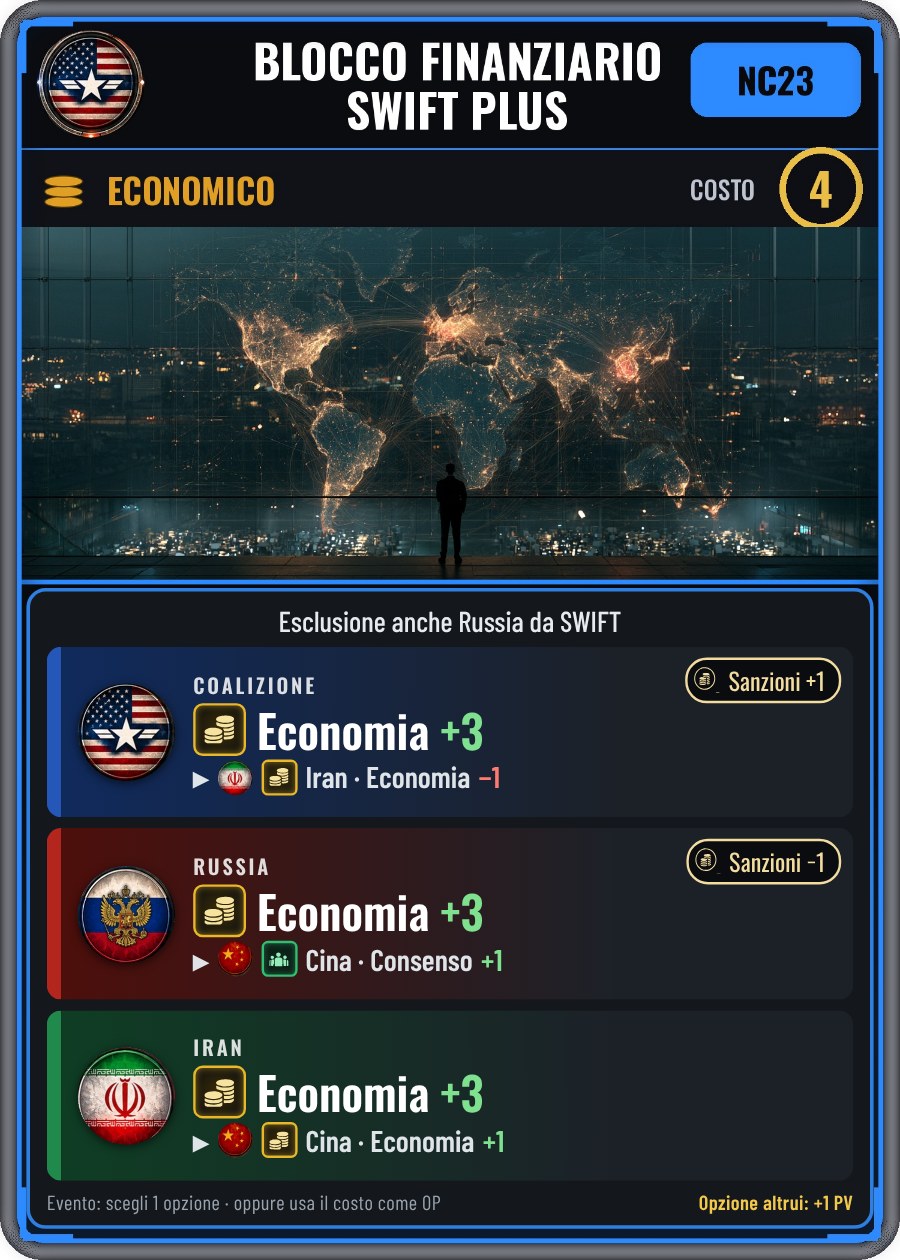 BLOCCO FINANZIARIO
SWIFT PLUS
NC23
ECONOMICO
COSTO
4
Esclusione anche Russia da SWIFT
COALIZIONE
Sanzioni +1
Economia +3
▶ Iran · Economia −1
RUSSIA
Sanzioni −1
Economia +3
▶ Cina · Consenso +1
IRAN
Economia +3
▶ Cina · Economia +1
Evento: scegli 1 opzione · oppure usa il costo come OP
Opzione altrui: +1 PV